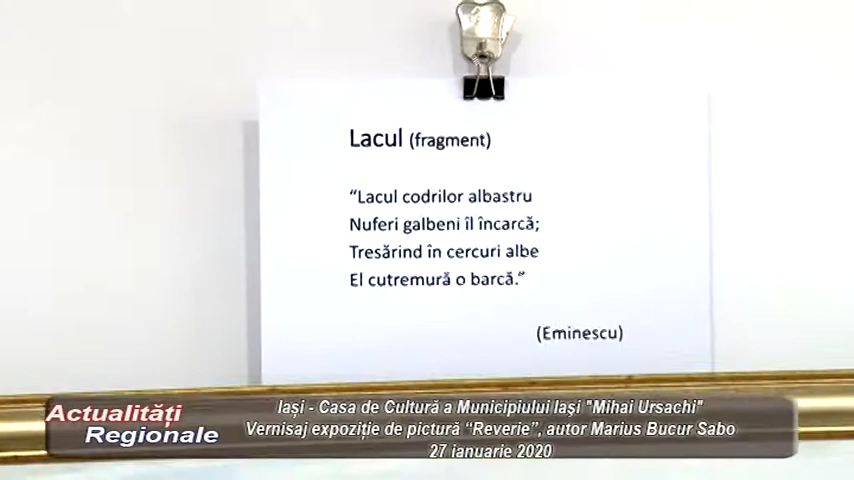 Lacul (fragment)
“Lacul codrilor albastru
Nuferi galbeni îl încarcă;
Tresărind în cercuri albe
El cutremură o barcă.”
(Eminescu)
Actualități
Regionale
Iași - Casa de Cultură a Municipiului Iași "Mihai Ursachi"
Vernisaj expoziție de pictură “Reverie”, autor Marius Bucur Sabo
27 ianuarie 2020